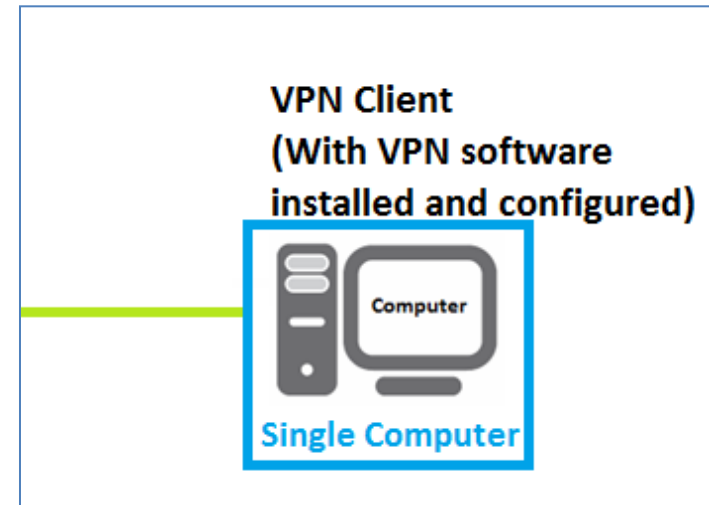 VPN Client
(With VPN software
installed and configured)
Computer
Single Computer